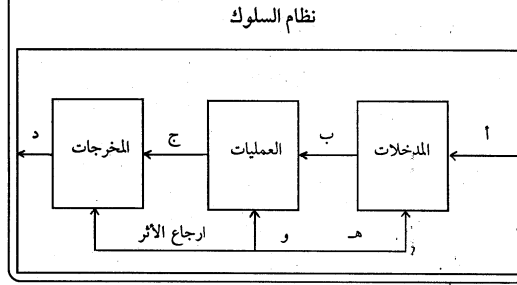 نظام السلوك
أ
المدخلات
ب
العمليات
ج
المخرجات
د
هـ
و
ارجاع الأثر